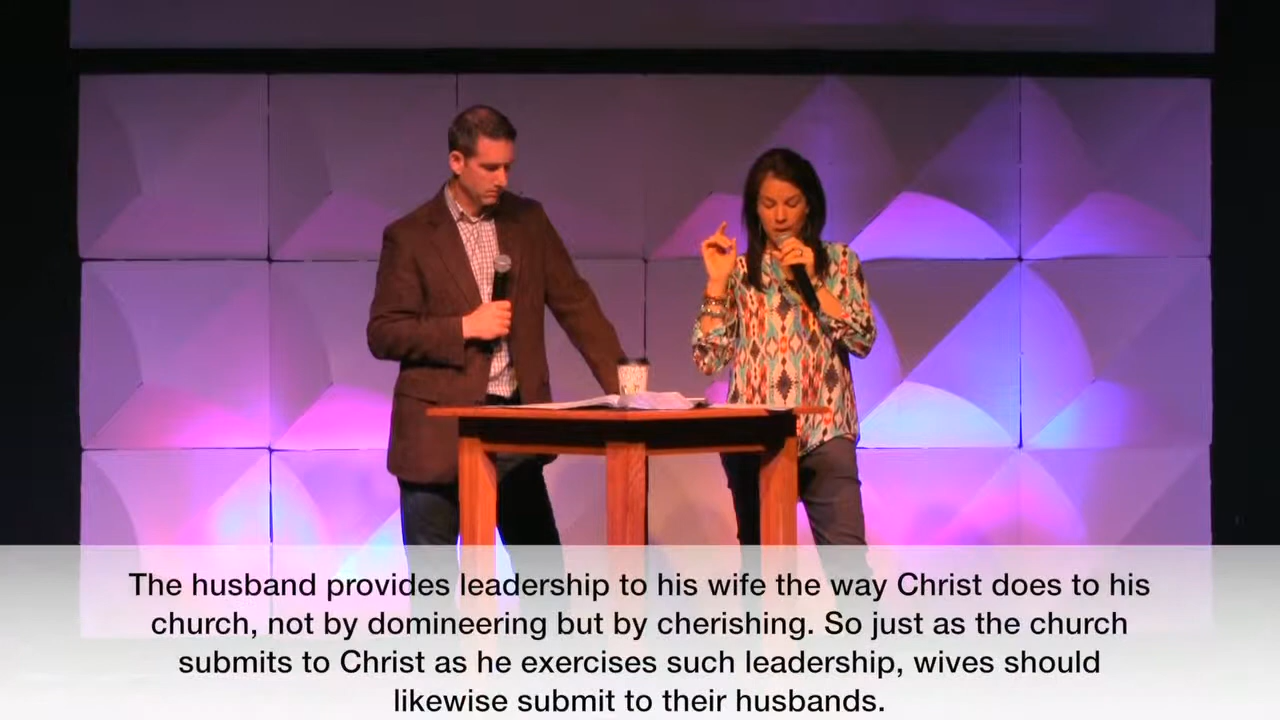 The husband provides leadership to his wife the way Christ does to his
church, not by domineering but by cherishing. So just as the church
submits to Christ as he exercises such leadership, wives should
likewise submit to their husbands.